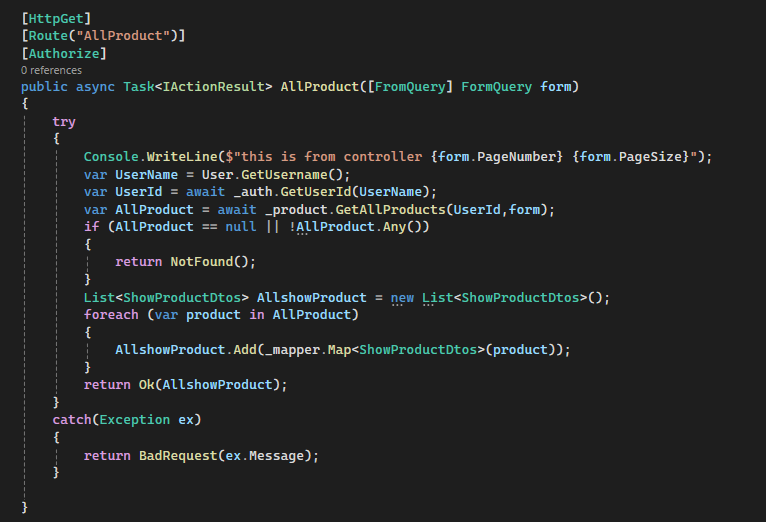 [HttpGet]
[Route("AllProduct")]
[Authorize]
0 references
public async Task<IActionResult> AllProduct([FromQuery] FormQuery form)
{
try
{
Console.WriteLine($"this is from controller {form.PageNumber} {form.PageSize}");
var UserName = User.GetUsername();
var UserId = await _auth.GetUserId(UserName);
var AllProduct = await _product.GetAllProducts(UserId,form);
if (AllProduct == null || !AllProduct.Any())
{
return NotFound();
}
List<ShowProductDtos> AllshowProduct = new List<ShowProductDtos>();
foreach (var product in AllProduct)
{
AllshowProduct.Add(_mapper.Map<ShowProductDtos>(product));
}
return Ok(AllshowProduct);
}
catch(Exception ex)
{
return BadRequest(ex.Message);
}
}